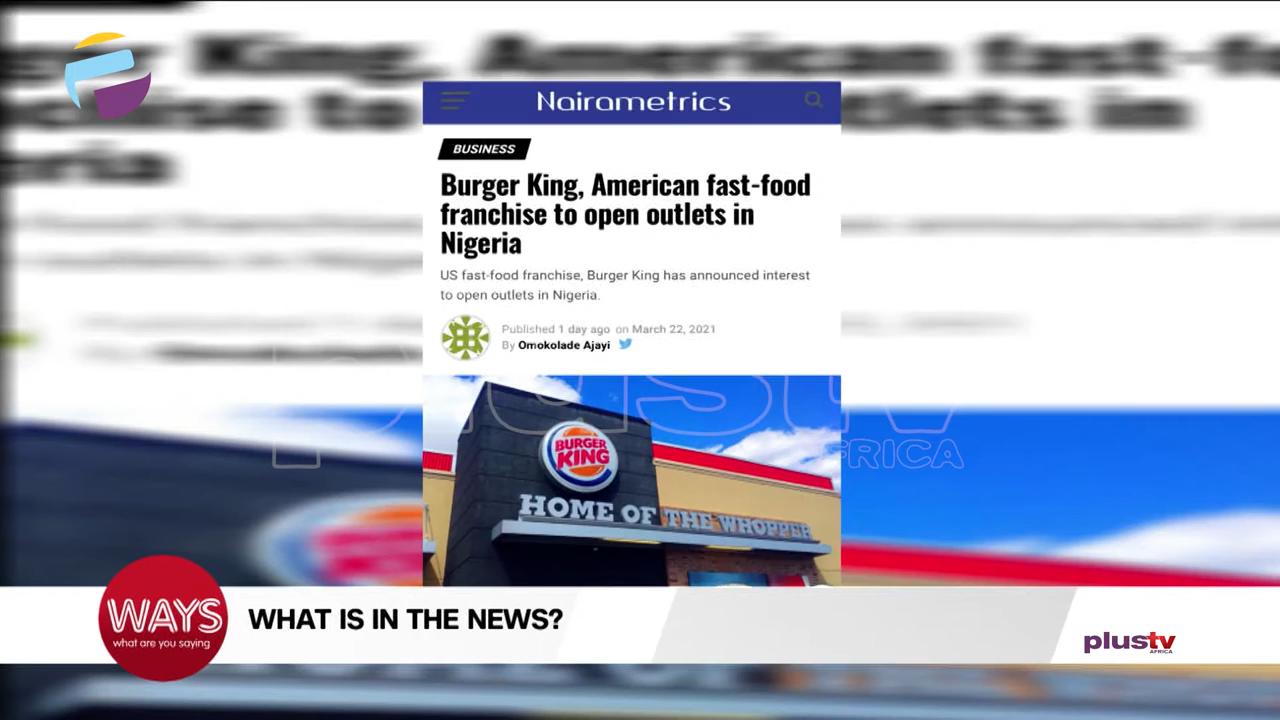 Nairametrics
BUSINESS
Burger King, American fast-food
franchise to open outlets in
Nigeria
US fast-food franchise, Burger King has announced interest
to open outlets in Nigeria.
Published 1 day ago on March 22, 2021
By Omokolade Ajayi
BURGER
KING
HOME OF THE WHOPPER
plustv
AFRICA
WAYS
what are you saying
WHAT IS IN THE NEWS?
plustv
AFRICA